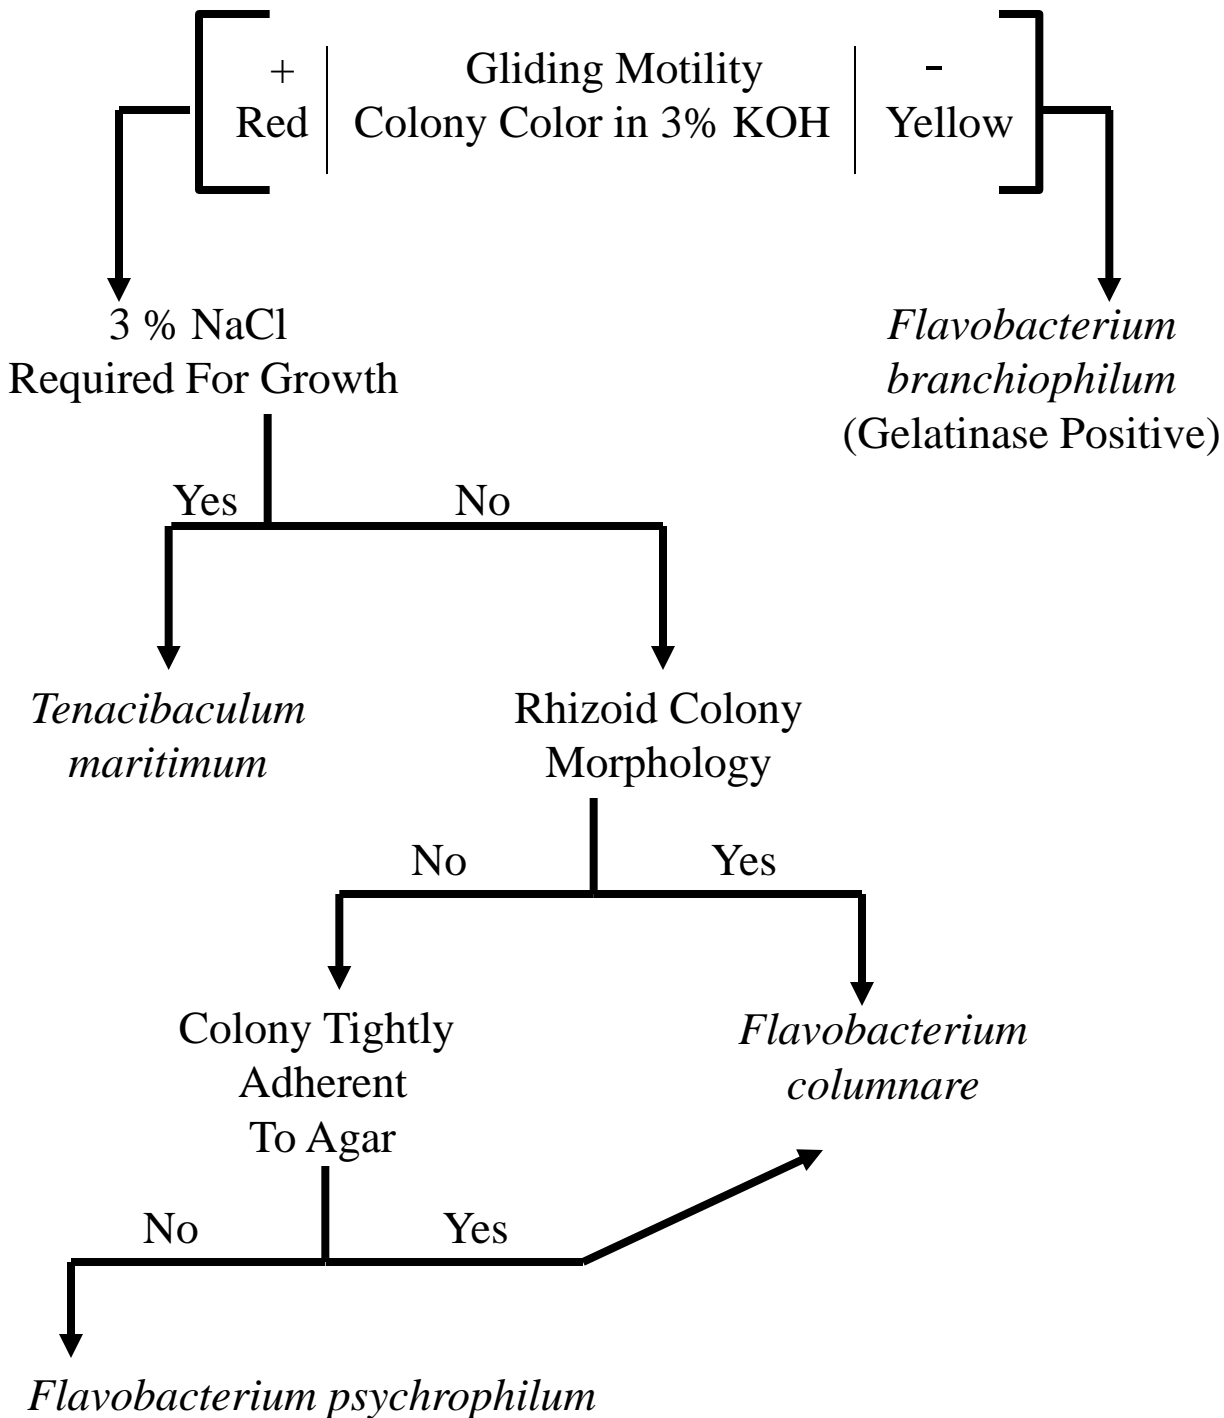 + Gliding Motility -
Red Colony Color in 3% KOH Yellow
3 % NaCl
Required For Growth
Flavobacterium
branchiophilum
(Gelatinase Positive)
Yes No
Tenacibaculum
maritimum
Rhizoid Colony
Morphology
No Yes
Colony Tightly
Adherent
To Agar
Flavobacterium
columnare
No Yes
Flavobacterium psychrophilum